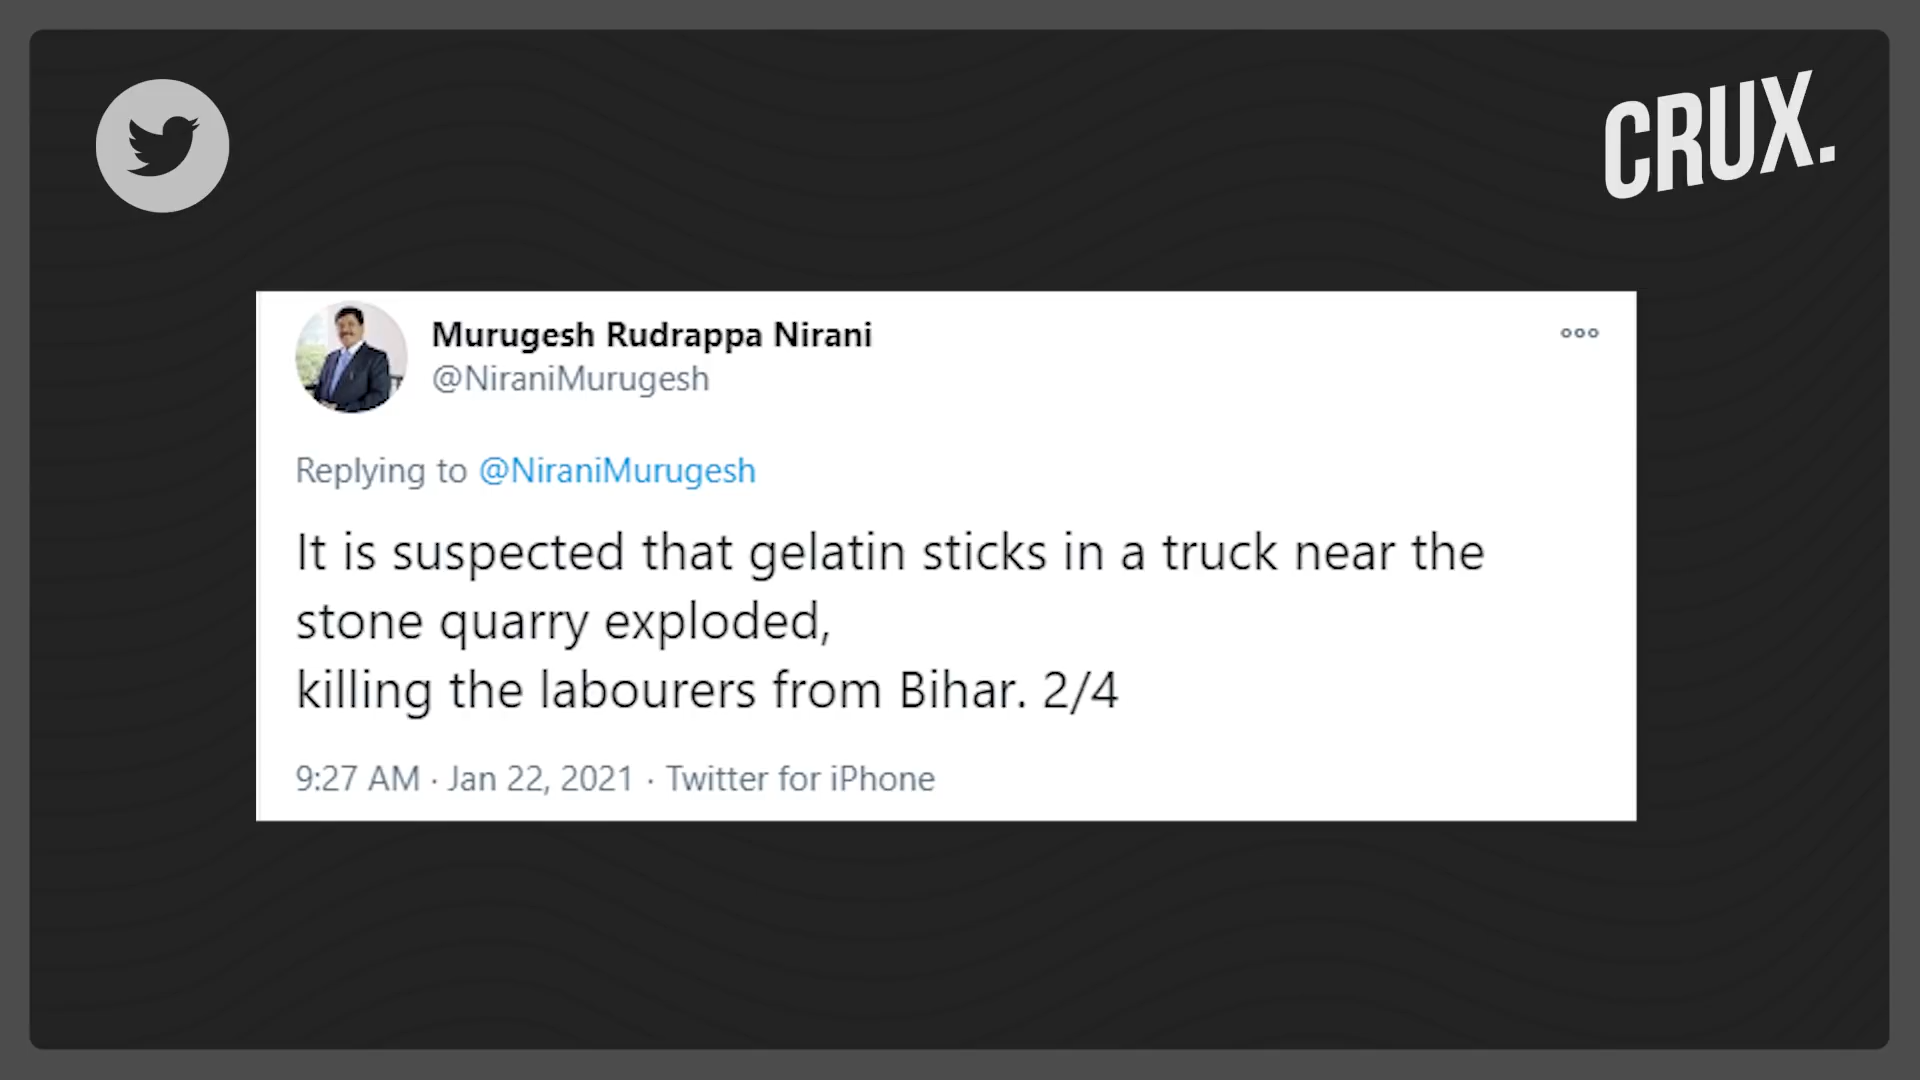 CRUX.
Murugesh Rudrappa Nirani
@NiraniMurugesh
Replying to @NiraniMurugesh
It is suspected that gelatin sticks in a truck near the
stone quarry exploded,
killing the labourers from Bihar. 2/4
9:27 AM · Jan 22, 2021 · Twitter for iPhone